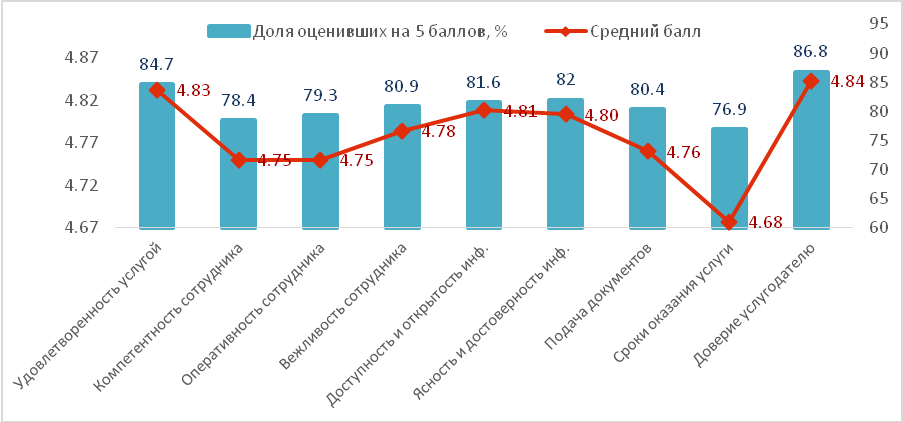 Доля оценивших на 5 баллов, %
Средний балл
4.87
4.82
4.77
4.72
4.67
95
90
85
80
75
70
65
60
84.7
78.4
79.3
80.9
81.6
82
80.4
76.9
86.8
4.83
4.75
4.75
4.78
4.81
4.80
4.76
4.68
4.84
Удовлетворенность услугой
Компетентность сотрудника
Оперативность сотрудника
Вежливость сотрудника
Доступность и открытость инф.
Ясность и достоверность инф.
Подача документов
Сроки оказания услуги
Доверие услугодателю